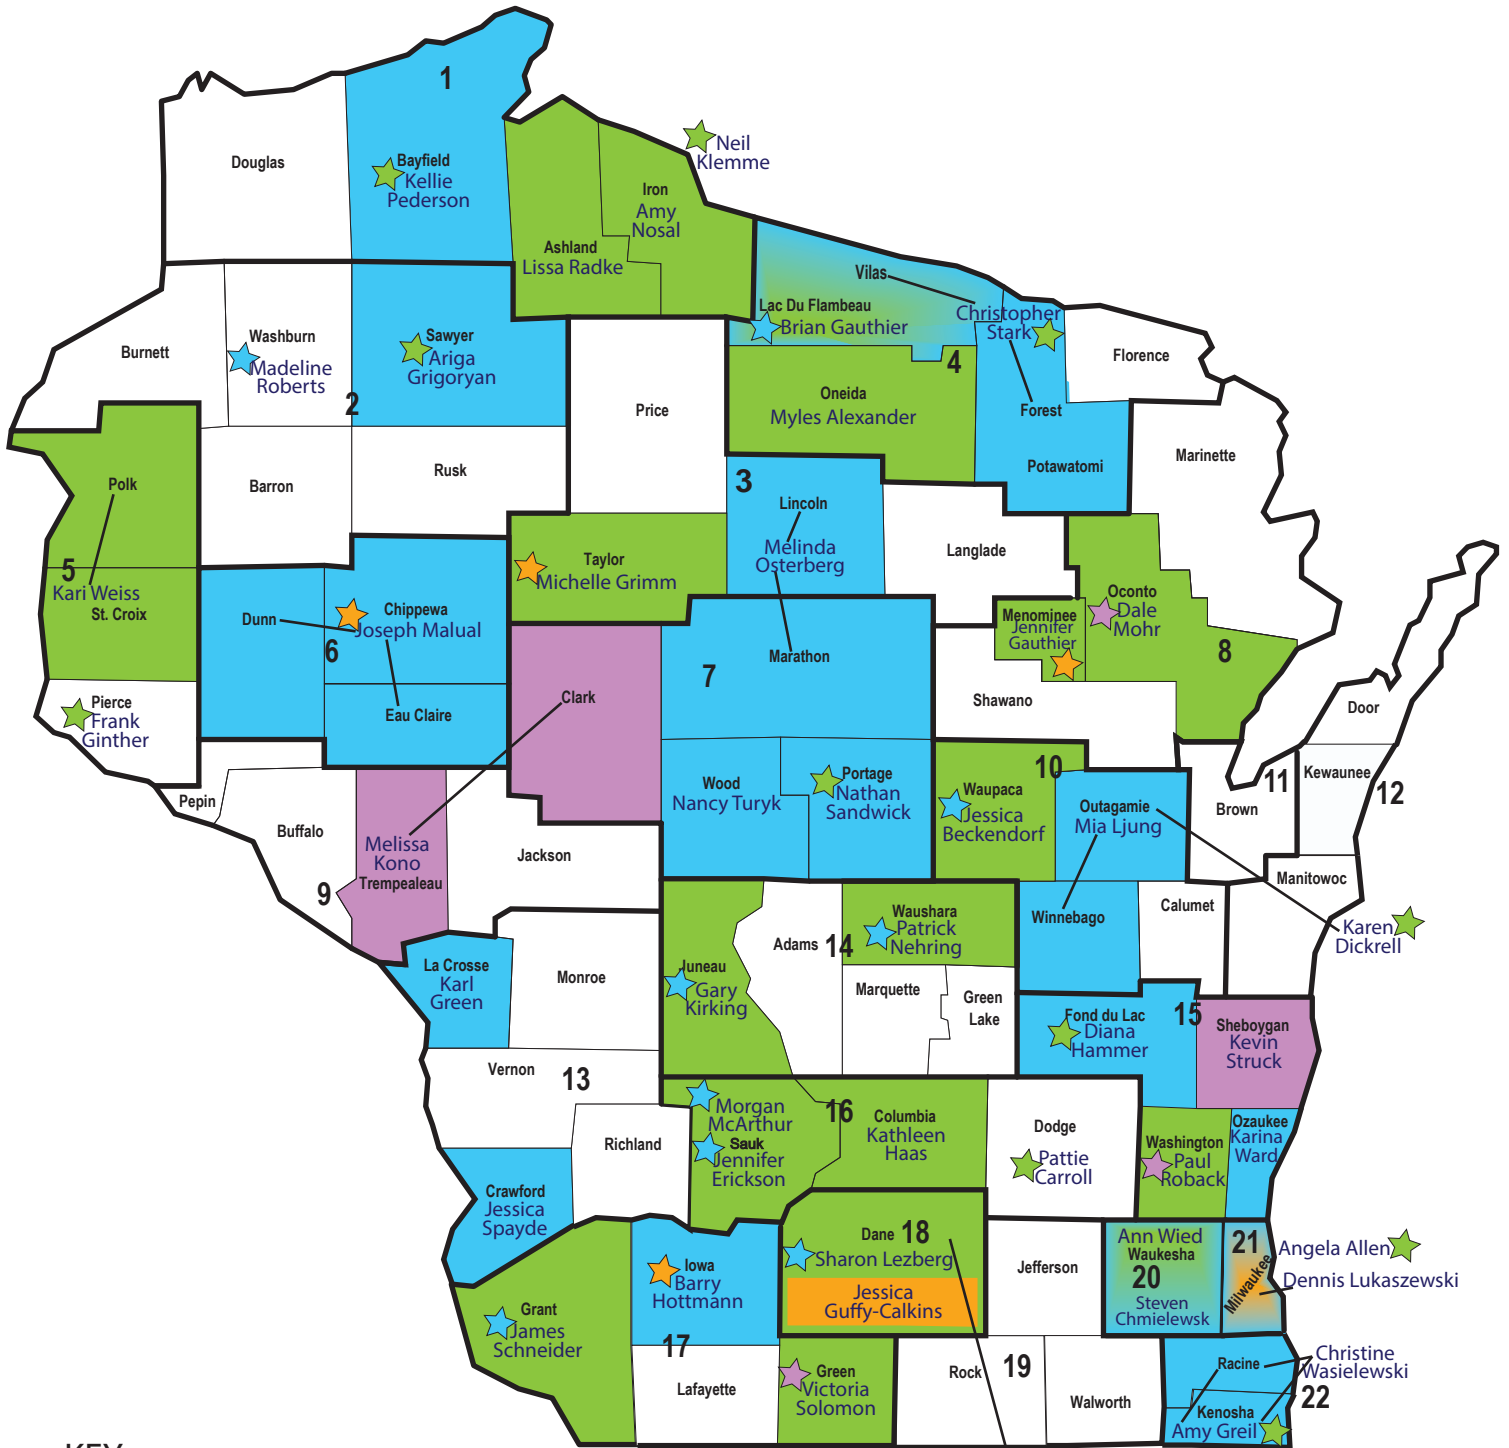 1
Neil
Klemme
Douglas
Bayfield
Kellie
Pederson
Iron
Amy
Nosal
Ashland
Lissa Radke
Vilas
Lac Du Flambeau
Brian Gauthier
Christopher
Stark
Washburn
Madeline
Roberts
Sawyer
Ariga
Grigoryan
Burnett
Florence
2
4
Oneida
Myles Alexander
Price
Forest
Marinette
Polk
Barron
Rusk
3
Lincoln
Melinda
Osterberg
Potawatomi
Langlade
5
Kari Weiss
St. Croix
Taylor
Michelle Grimm
Dunn
Chippewa
Joseph Malual
6
Oconto
Dale
Mohr
Menominee
Jennifer
Gauthier
8
Marathon
7
Eau Claire
Clark
Shawano
Door
Pierce
Frank
Ginther
Pepin
Buffalo
Wood
Nancy Turyk
Portage
Nathan
Sandwick
10
Waupaca
Jessica
Beckendorf
Outagamie
Mia Ljung
Brown
11
Kewaunee
12
Melissa
Kono
Trempealeau
9
Jackson
Manitowoc
Waushara
Patrick
Nehring
Winnebago
Calumet
Karen
Dickrell
Adams
14
La Crosse
Karl
Green
Monroe
Juneau
Gary
Kirking
Marquette
Green
Lake
Fond du Lac
Diana
Hammer
15
Sheboygan
Kevin
Struck
Vernon
13
Morgan
McArthur
Sauk
Jennifer
Erickson
16
Columbia
Kathleen
Haas
Dodge
Pattie
Carroll
Washington
Paul
Roback
Ozaukee
Karina
Ward
Richland
Crawford
Jessica
Spayde
Dane
18
Sharon Lezberg
Jessica
Guffy-Calkins
Jefferson
Ann Wied
Waukesha
20
Steven
Chmielewsk
21
Milwaukee
Angela Allen
Dennis Lukaszewski
Iowa
Barry
Hottmann
Grant
James
Schneider
17
Lafayette
Green
Victoria
Solomon
Rock
19
Walworth
Racine
Christine
Wasielewski
22
Kenosha
Amy Greil
KEY